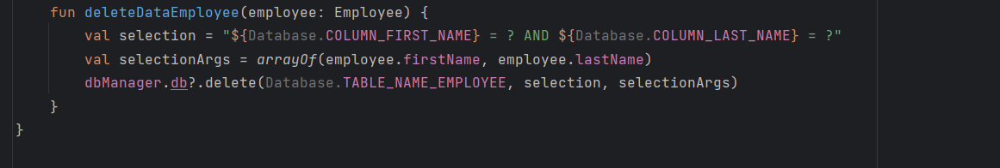 fun deleteDataEmployee(employee: Employee) {
val selection = "${Database.COLUMN_FIRST_NAME} = ? AND ${Database.COLUMN_LAST_NAME} = ?"
val selectionArgs = arrayOf(employee.firstName, employee.lastName)
dbManager.db?.delete(Database.TABLE_NAME_EMPLOYEE, selection, selectionArgs)
}
}